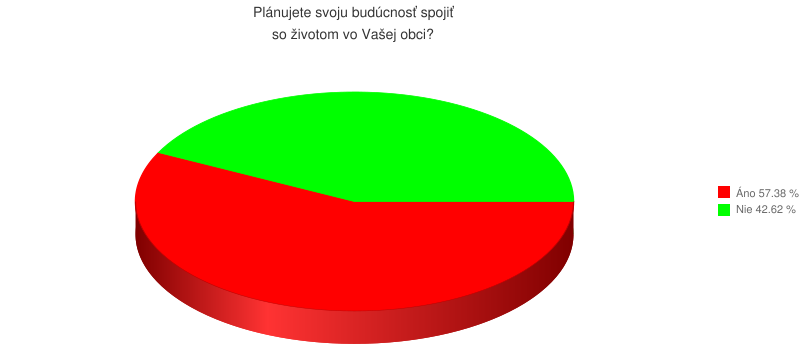 Plánujete svoju budúcnosť spojiť
so životom vo Vašej obci?
Áno 57.38 %
Nie 42.62 %